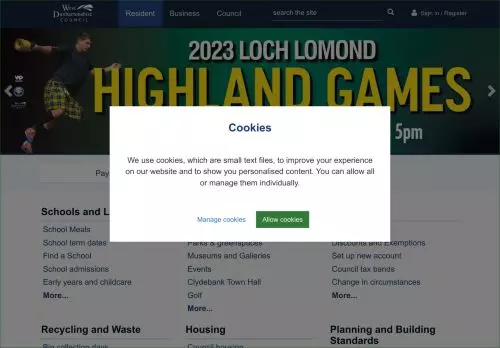 West
Dunbartonshire
COUNCIL
Resident
Business
Council
search the site
Sign in / Register
2023 LOCH LOMOND
HIGHLAND GAMES
5pm
Pay
Cookies
We use cookies, which are small text files, to improve your experience
on our website and to show you personalised content. You can allow all
or manage them individually.
Manage cookies
Allow cookies
Schools and L
School Meals
School term dates
Find a School
School admissions
Early years and childcare
More...
Parks & greenspaces
Museums and Galleries
Events
Clydebank Town Hall
Golf
More...
Discounts and Exemptions
Set up new account
Council tax bands
Change in circumstances
More...
Recycling and Waste
Bin collection days
Housing
Council housing
Planning and Building
Standards